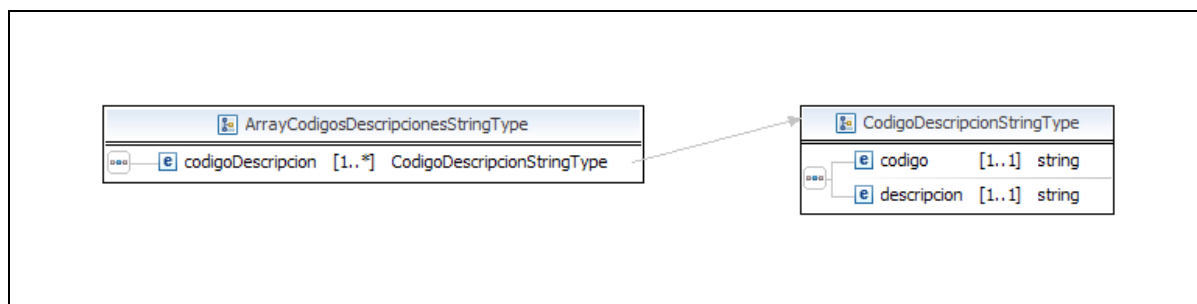 ArrayCodigosDescripcionesStringType
e codigoDescripcion [1..*] CodigoDescripcionStringType
CodigoDescripcionStringType
e codigo [1..1] string
e descripcion [1..1] string